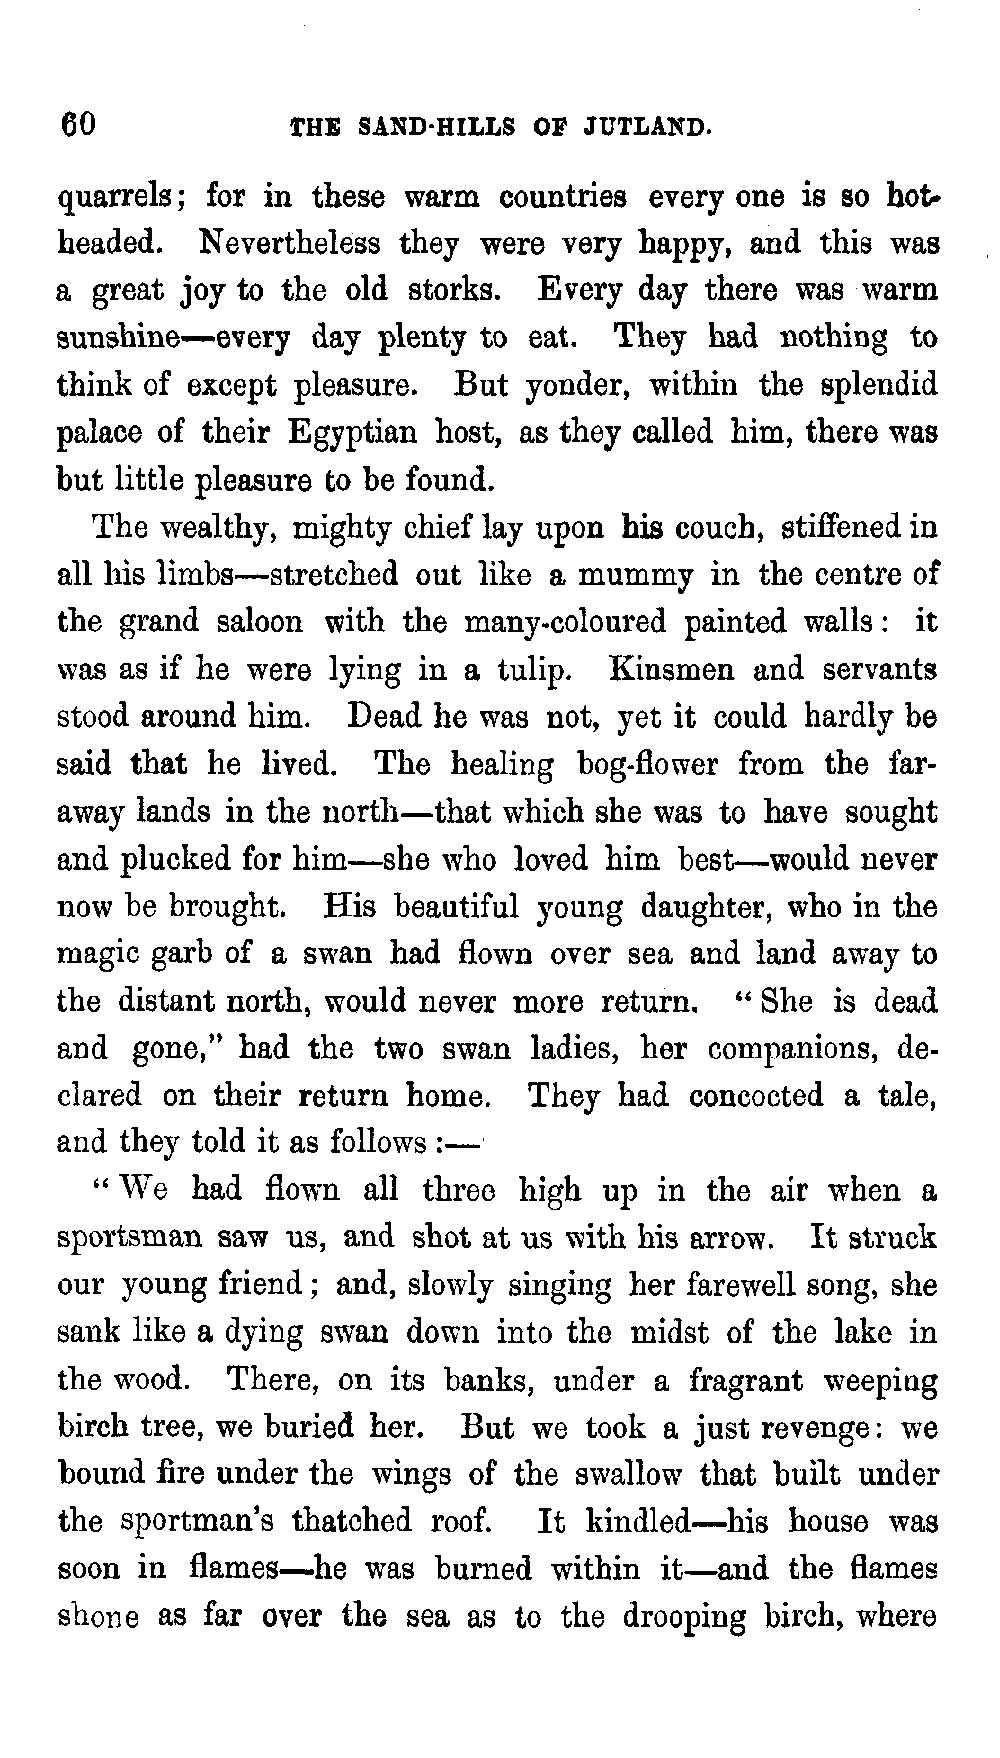 60 THE SAND-HILLS OF JUTLAND.
quarrels; for in these warm countries every one is so hot-
headed. Nevertheless they were very happy, and this was
a great joy to the old storks. Every day there was warm
sunshine—every day plenty to eat. They had nothing to
think of except pleasure. But yonder, within the splendid
palace of their Egyptian host, as they called him, there was
but little pleasure to be found.
The wealthy, mighty chief lay upon his couch, stiffened in
all his limbs—stretched out like a mummy in the centre of
the grand saloon with the many-coloured painted walls: it
was as if he were lying in a tulip. Kinsmen and servants
stood around him. Dead he was not, yet it could hardly be
said that he lived. The healing bog-flower from the far-
away lands in the north—that which she was to have sought
and plucked for him—she who loved him best—would never
now be brought. His beautiful young daughter, who in the
magic garb of a swan had flown over sea and land away to
the distant north, would never more return. "She is dead
and gone," had the two swan ladies, her companions, de-
clared on their return home. They had concocted a tale,
and they told it as follows:—
"We had flown all three high up in the air when a
sportsman saw us, and shot at us with his arrow. It struck
our young friend; and, slowly singing her farewell song, she
sank like a dying swan down into the midst of the lake in
the wood. There, on its banks, under a fragrant weeping
birch tree, we buried her. But we took a just revenge: we
bound fire under the wings of the swallow that built under
the sportman's thatched roof. It kindled—his house was
soon in flames—he was burned within it—and the flames
shone as far over the sea as to the drooping birch, where